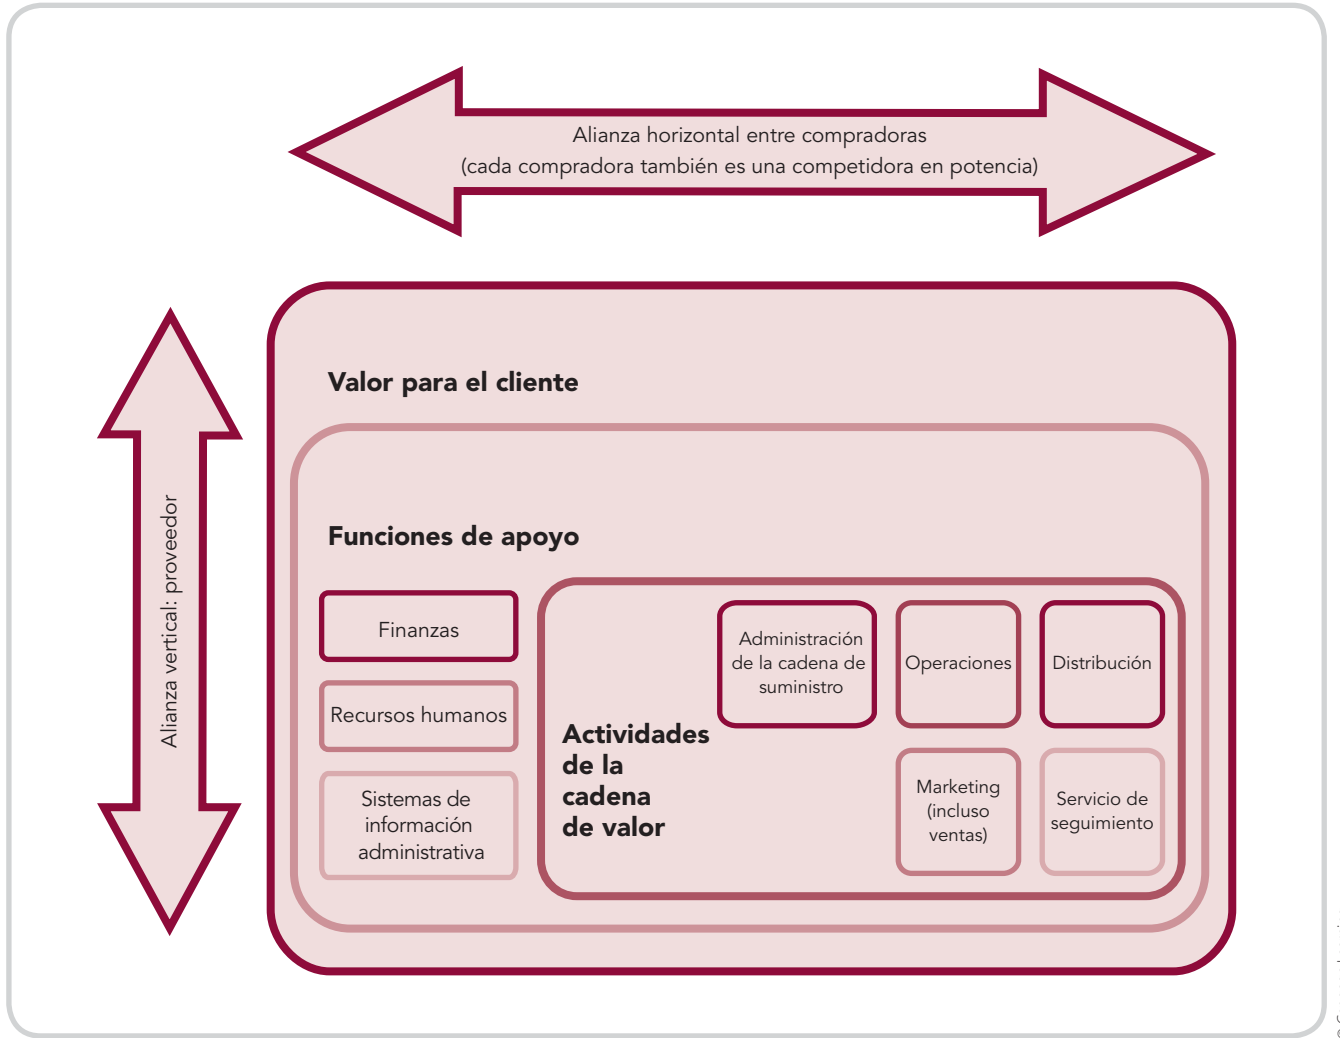 Alianza horizontal entre compradoras
(cada compradora también es una competidora en potencia)
Alianza vertical: proveedor
Valor para el cliente
Funciones de apoyo
Finanzas
Recursos humanos
Sistemas de
información
administrativa
Actividades
de la
cadena
de valor
Administración
de la cadena de
suministro
Operaciones
Distribución
Marketing
(incluso
ventas)
Servicio de
seguimiento